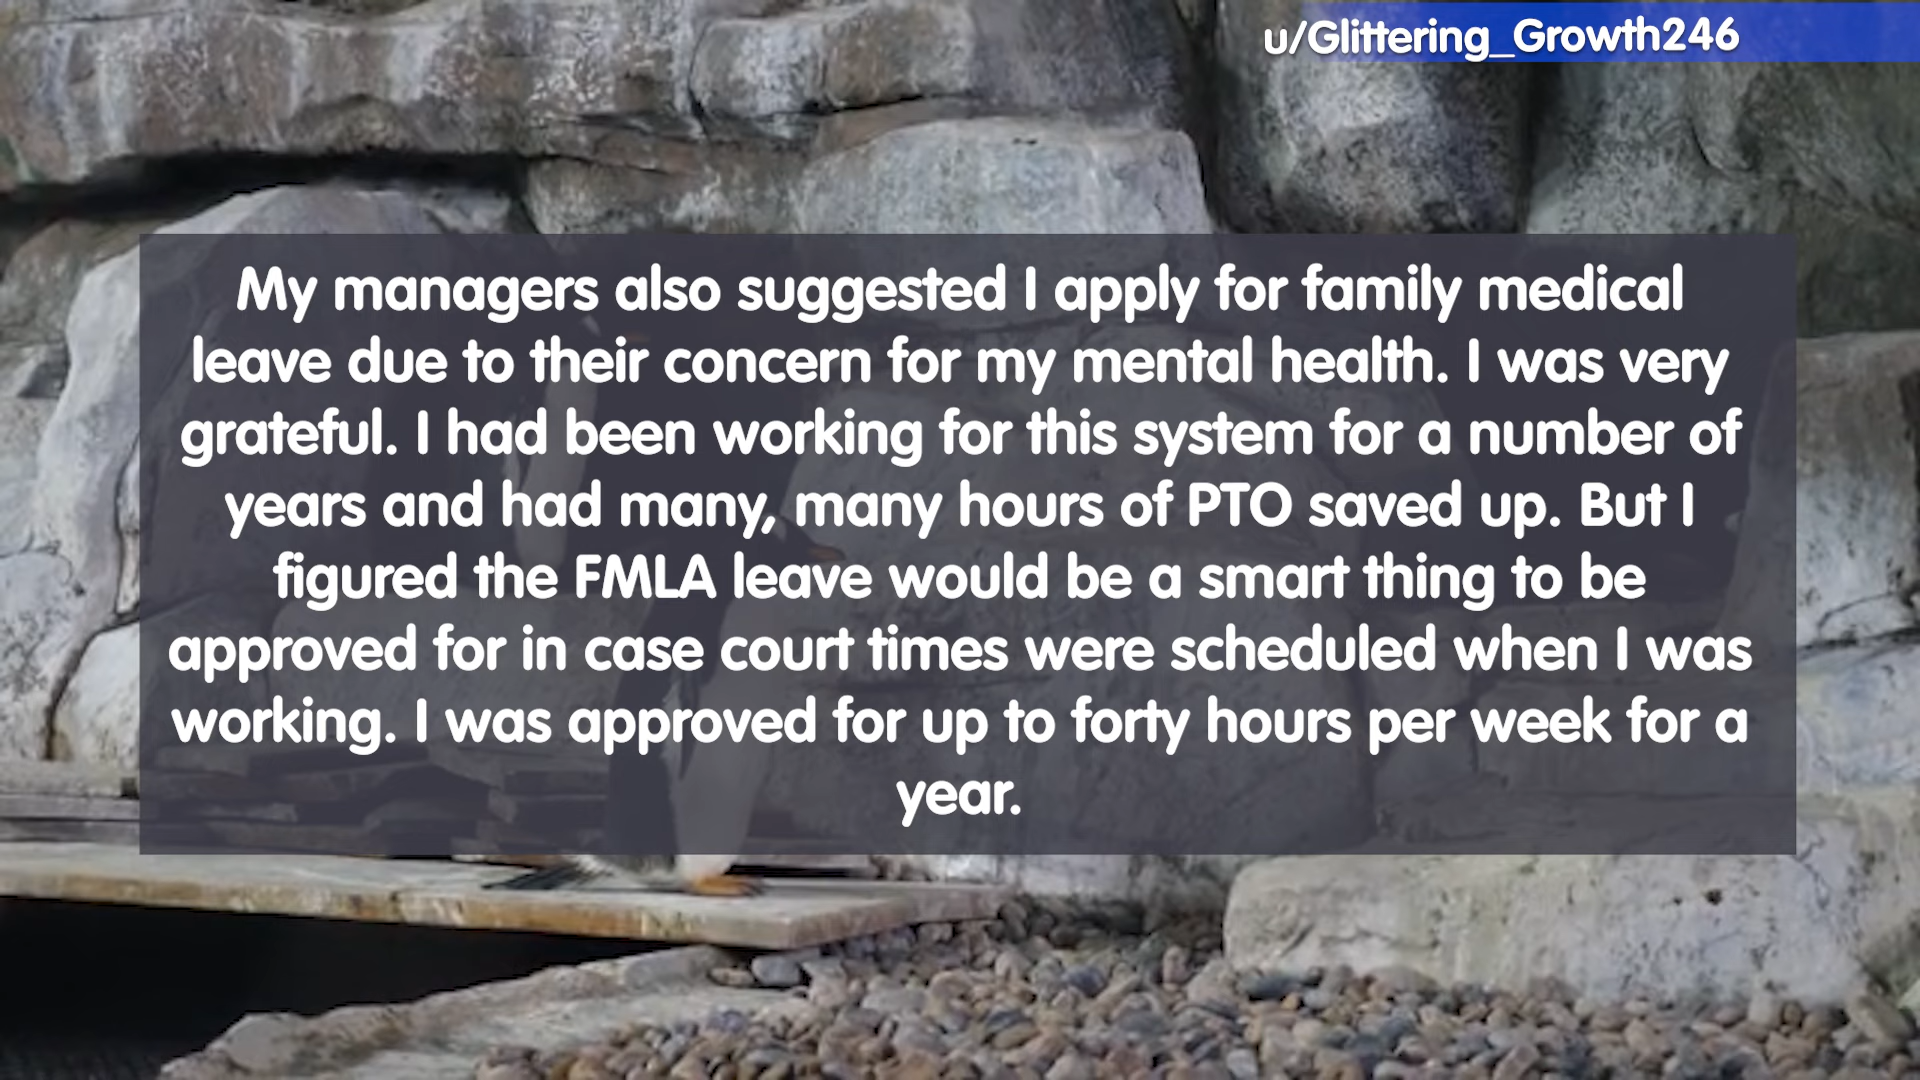 u/Glittering_Growth246
My managers also suggested I apply for family medical
leave due to their concern for my mental health. I was very
grateful. I had been working for this system for a number of
years and had many, many hours of PTO saved up. But I
figured the FMLA leave would be a smart thing to be
approved for in case court times were scheduled when I was
working. I was approved for up to forty hours per week for a
year.